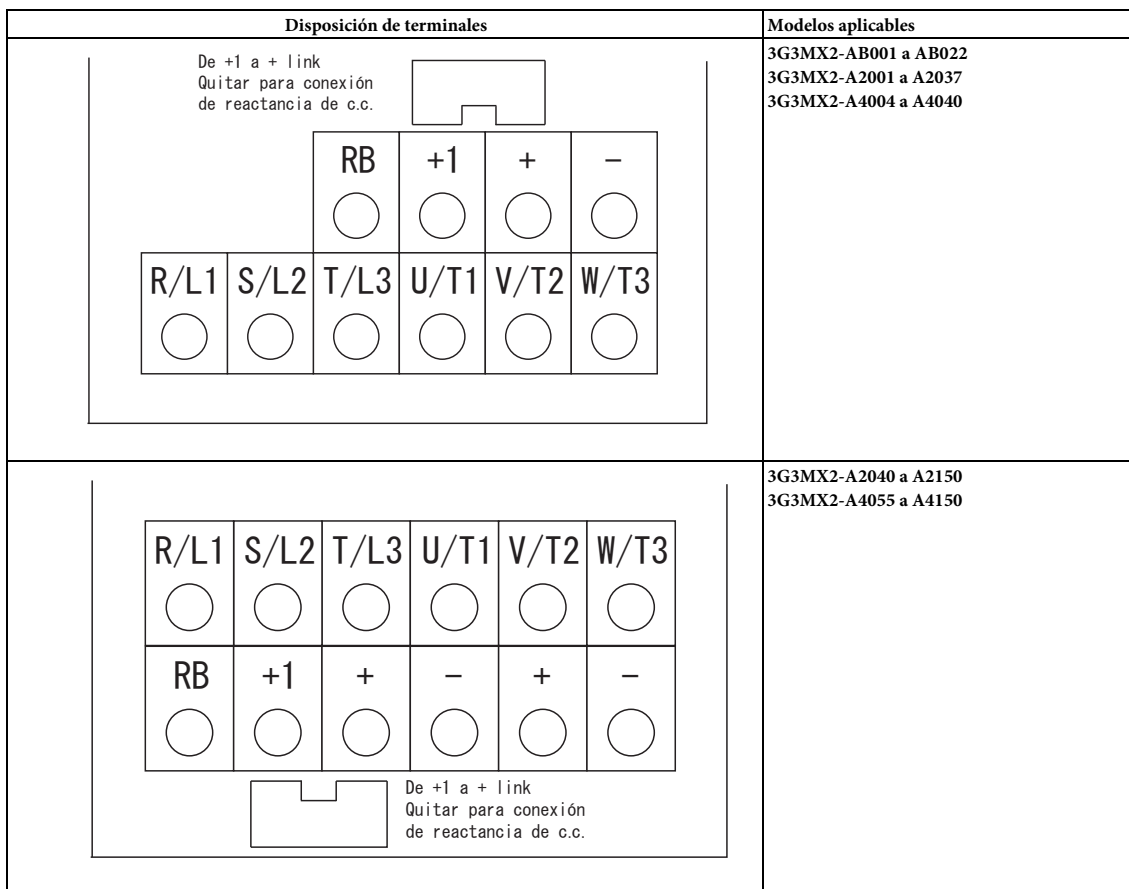 Disposición de terminales
Modelos aplicables
De +1 a + link
Quitar para conexión
de reactancia de c.c.
RB +1 + −
R/L1 S/L2 T/L3 U/T1 V/T2 W/T3
3G3MX2-AB001 a AB022
3G3MX2-A2001 a A2037
3G3MX2-A4004 a A4040
R/L1 S/L2 T/L3 U/T1 V/T2 W/T3
RB +1 + − + −
De +1 a + link
Quitar para conexión
de reactancia de c.c.
3G3MX2-A2040 a A2150
3G3MX2-A4055 a A4150